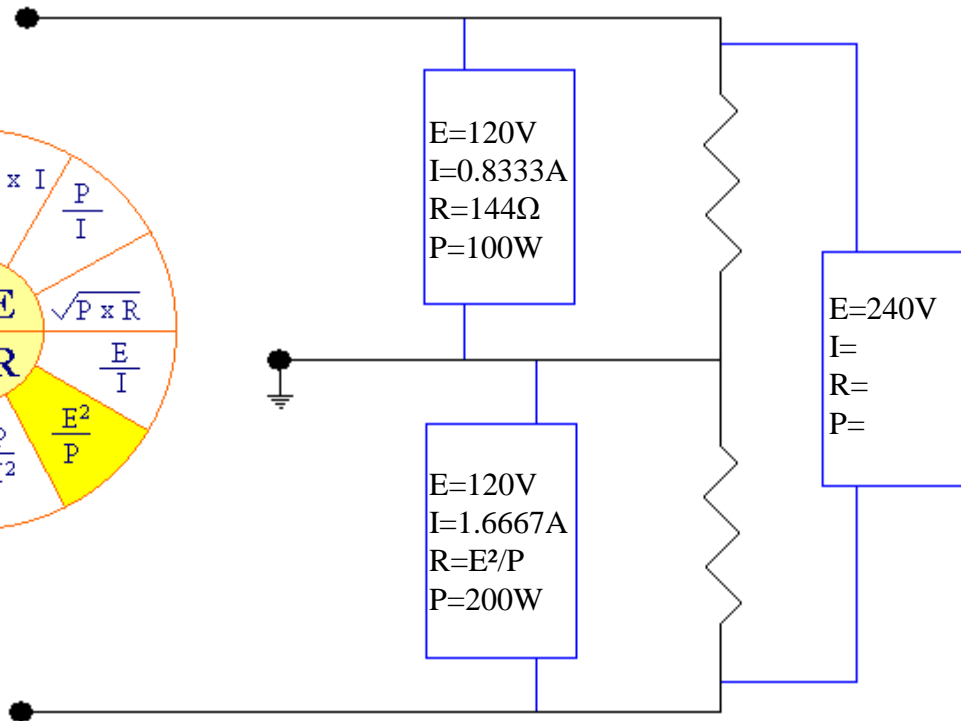 x I
P
I
√P x R
E
R
E
I
E²
P
P
E=120V
I=0.8333A
R=144Ω
P=100W
E=240V
I=
R=
P=
E=120V
I=1.6667A
R=E²/P
P=200W